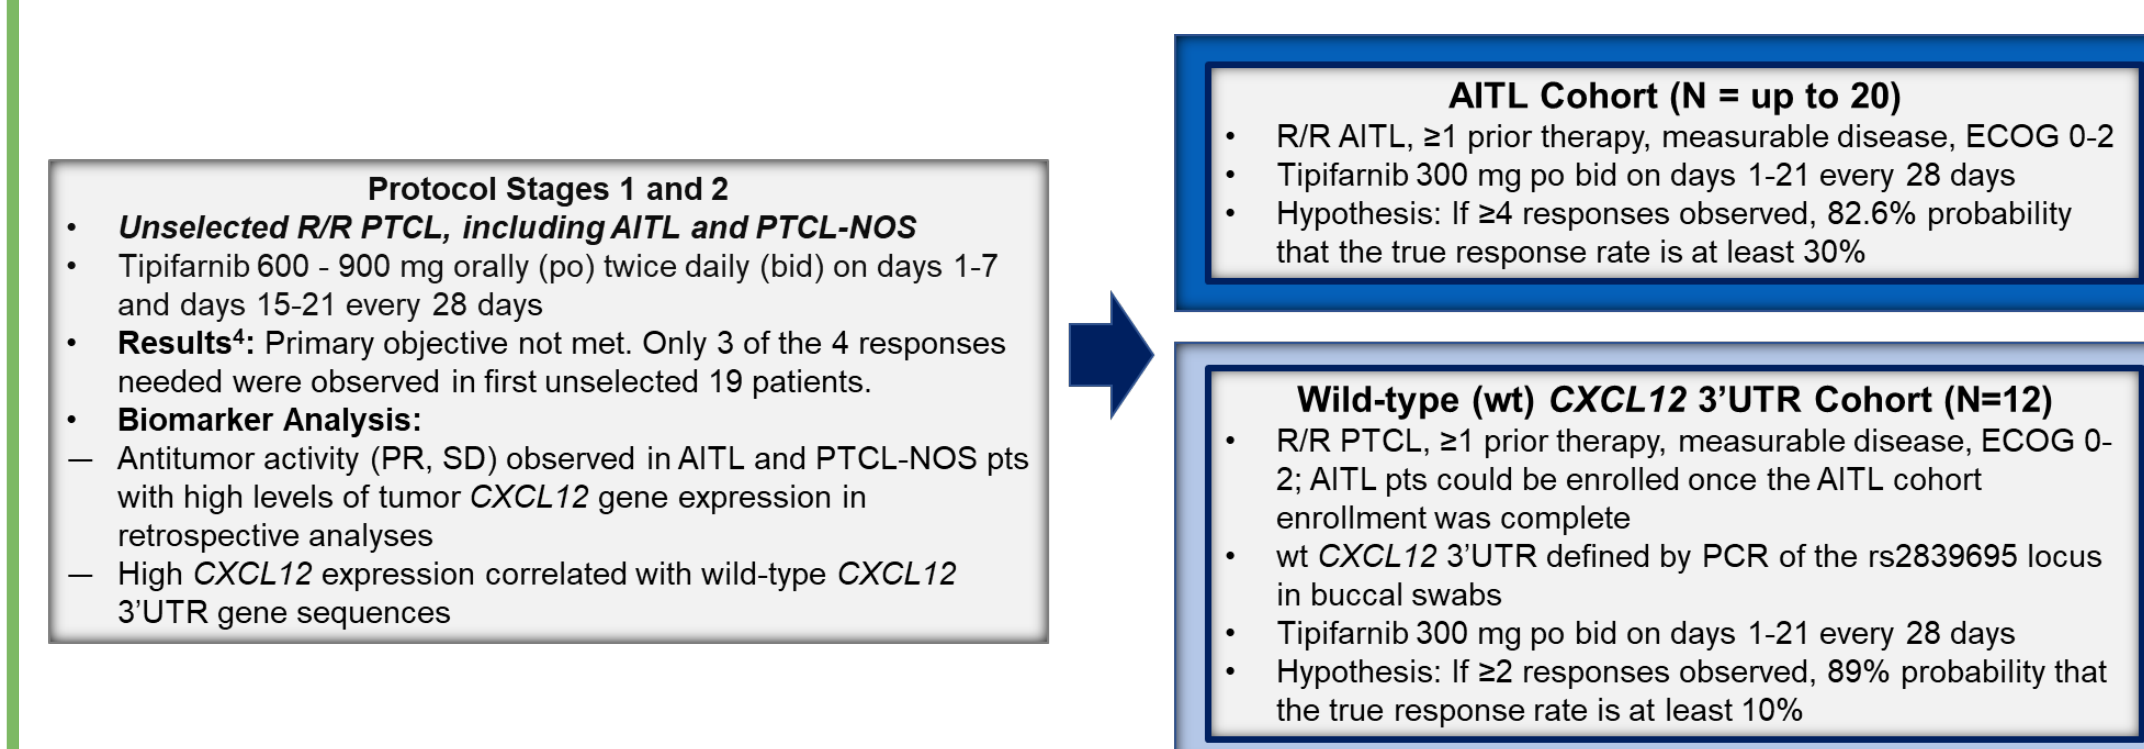 Protocol Stages 1 and 2
• Unselected R/R PTCL, including AITL and PTCL-NOS
• Tipifarnib 600 - 900 mg orally (po) twice daily (bid) on days 1-7
and days 15-21 every 28 days
• Results⁴: Primary objective not met. Only 3 of the 4 responses
needed were observed in first unselected 19 patients.
• Biomarker Analysis:
— Antitumor activity (PR, SD) observed in AITL and PTCL-NOS pts
with high levels of tumor CXCL12 gene expression in
retrospective analyses
— High CXCL12 expression correlated with wild-type CXCL12
3’UTR gene sequences
AITL Cohort (N = up to 20)
• R/R AITL, ≥1 prior therapy, measurable disease, ECOG 0-2
• Tipifarnib 300 mg po bid on days 1-21 every 28 days
• Hypothesis: If ≥4 responses observed, 82.6% probability
that the true response rate is at least 30%
Wild-type (wt) CXCL12 3’UTR Cohort (N=12)
• R/R PTCL, ≥1 prior therapy, measurable disease, ECOG 0-
2; AITL pts could be enrolled once the AITL cohort
enrollment was complete
• wt CXCL12 3’UTR defined by PCR of the rs2839695 locus
in buccal swabs
• Tipifarnib 300 mg po bid on days 1-21 every 28 days
• Hypothesis: If ≥2 responses observed, 89% probability that
the true response rate is at least 10%